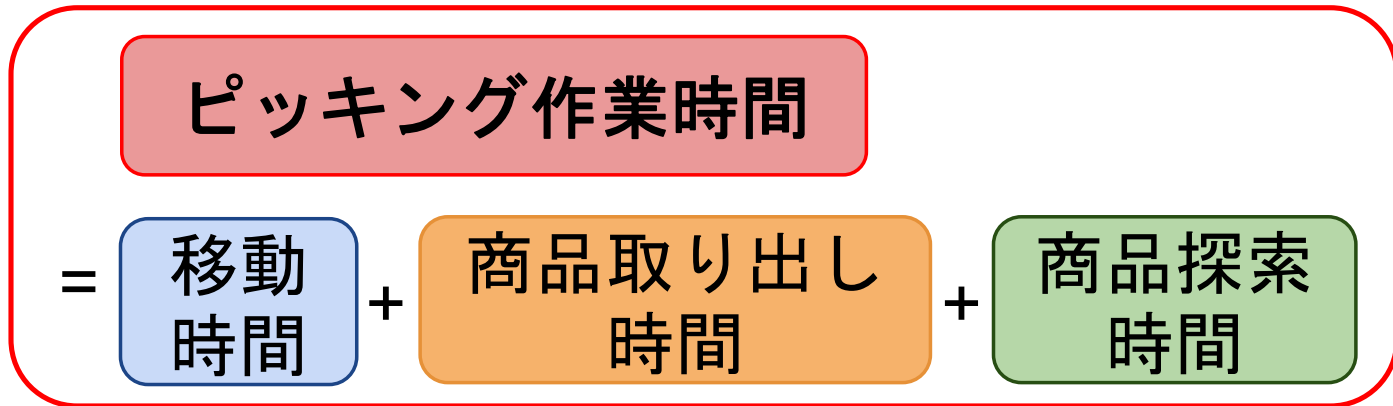 ピッキング作業時間
= 移動 + 商品取り出し + 商品探索
時間 時間 時間